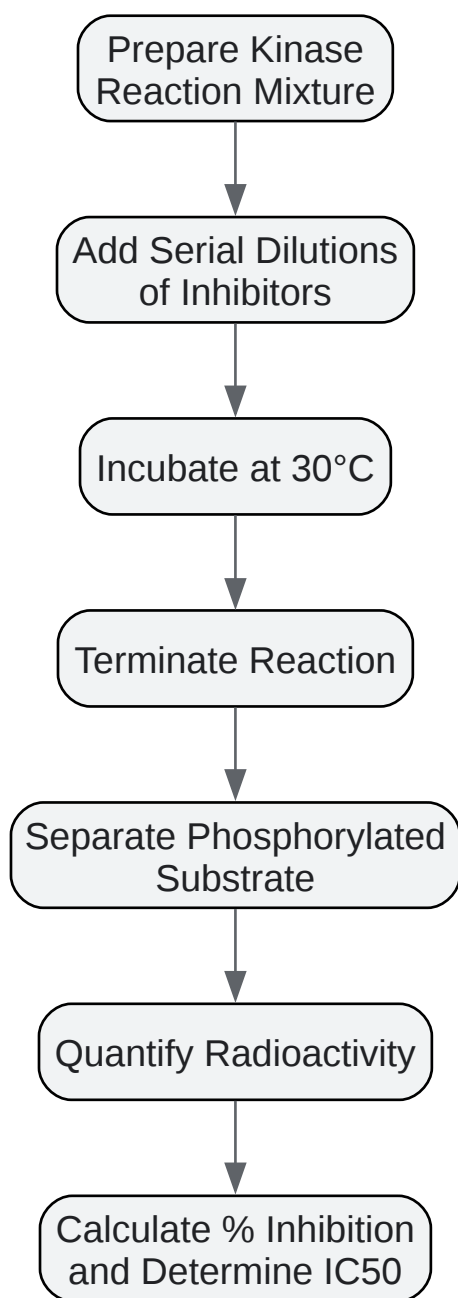 Prepare Kinase
Reaction Mixture
Add Serial Dilutions
of Inhibitors
Incubate at 30°C
Terminate Reaction
Separate Phosphorylated
Substrate
Quantify Radioactivity
Calculate % Inhibition
and Determine IC50